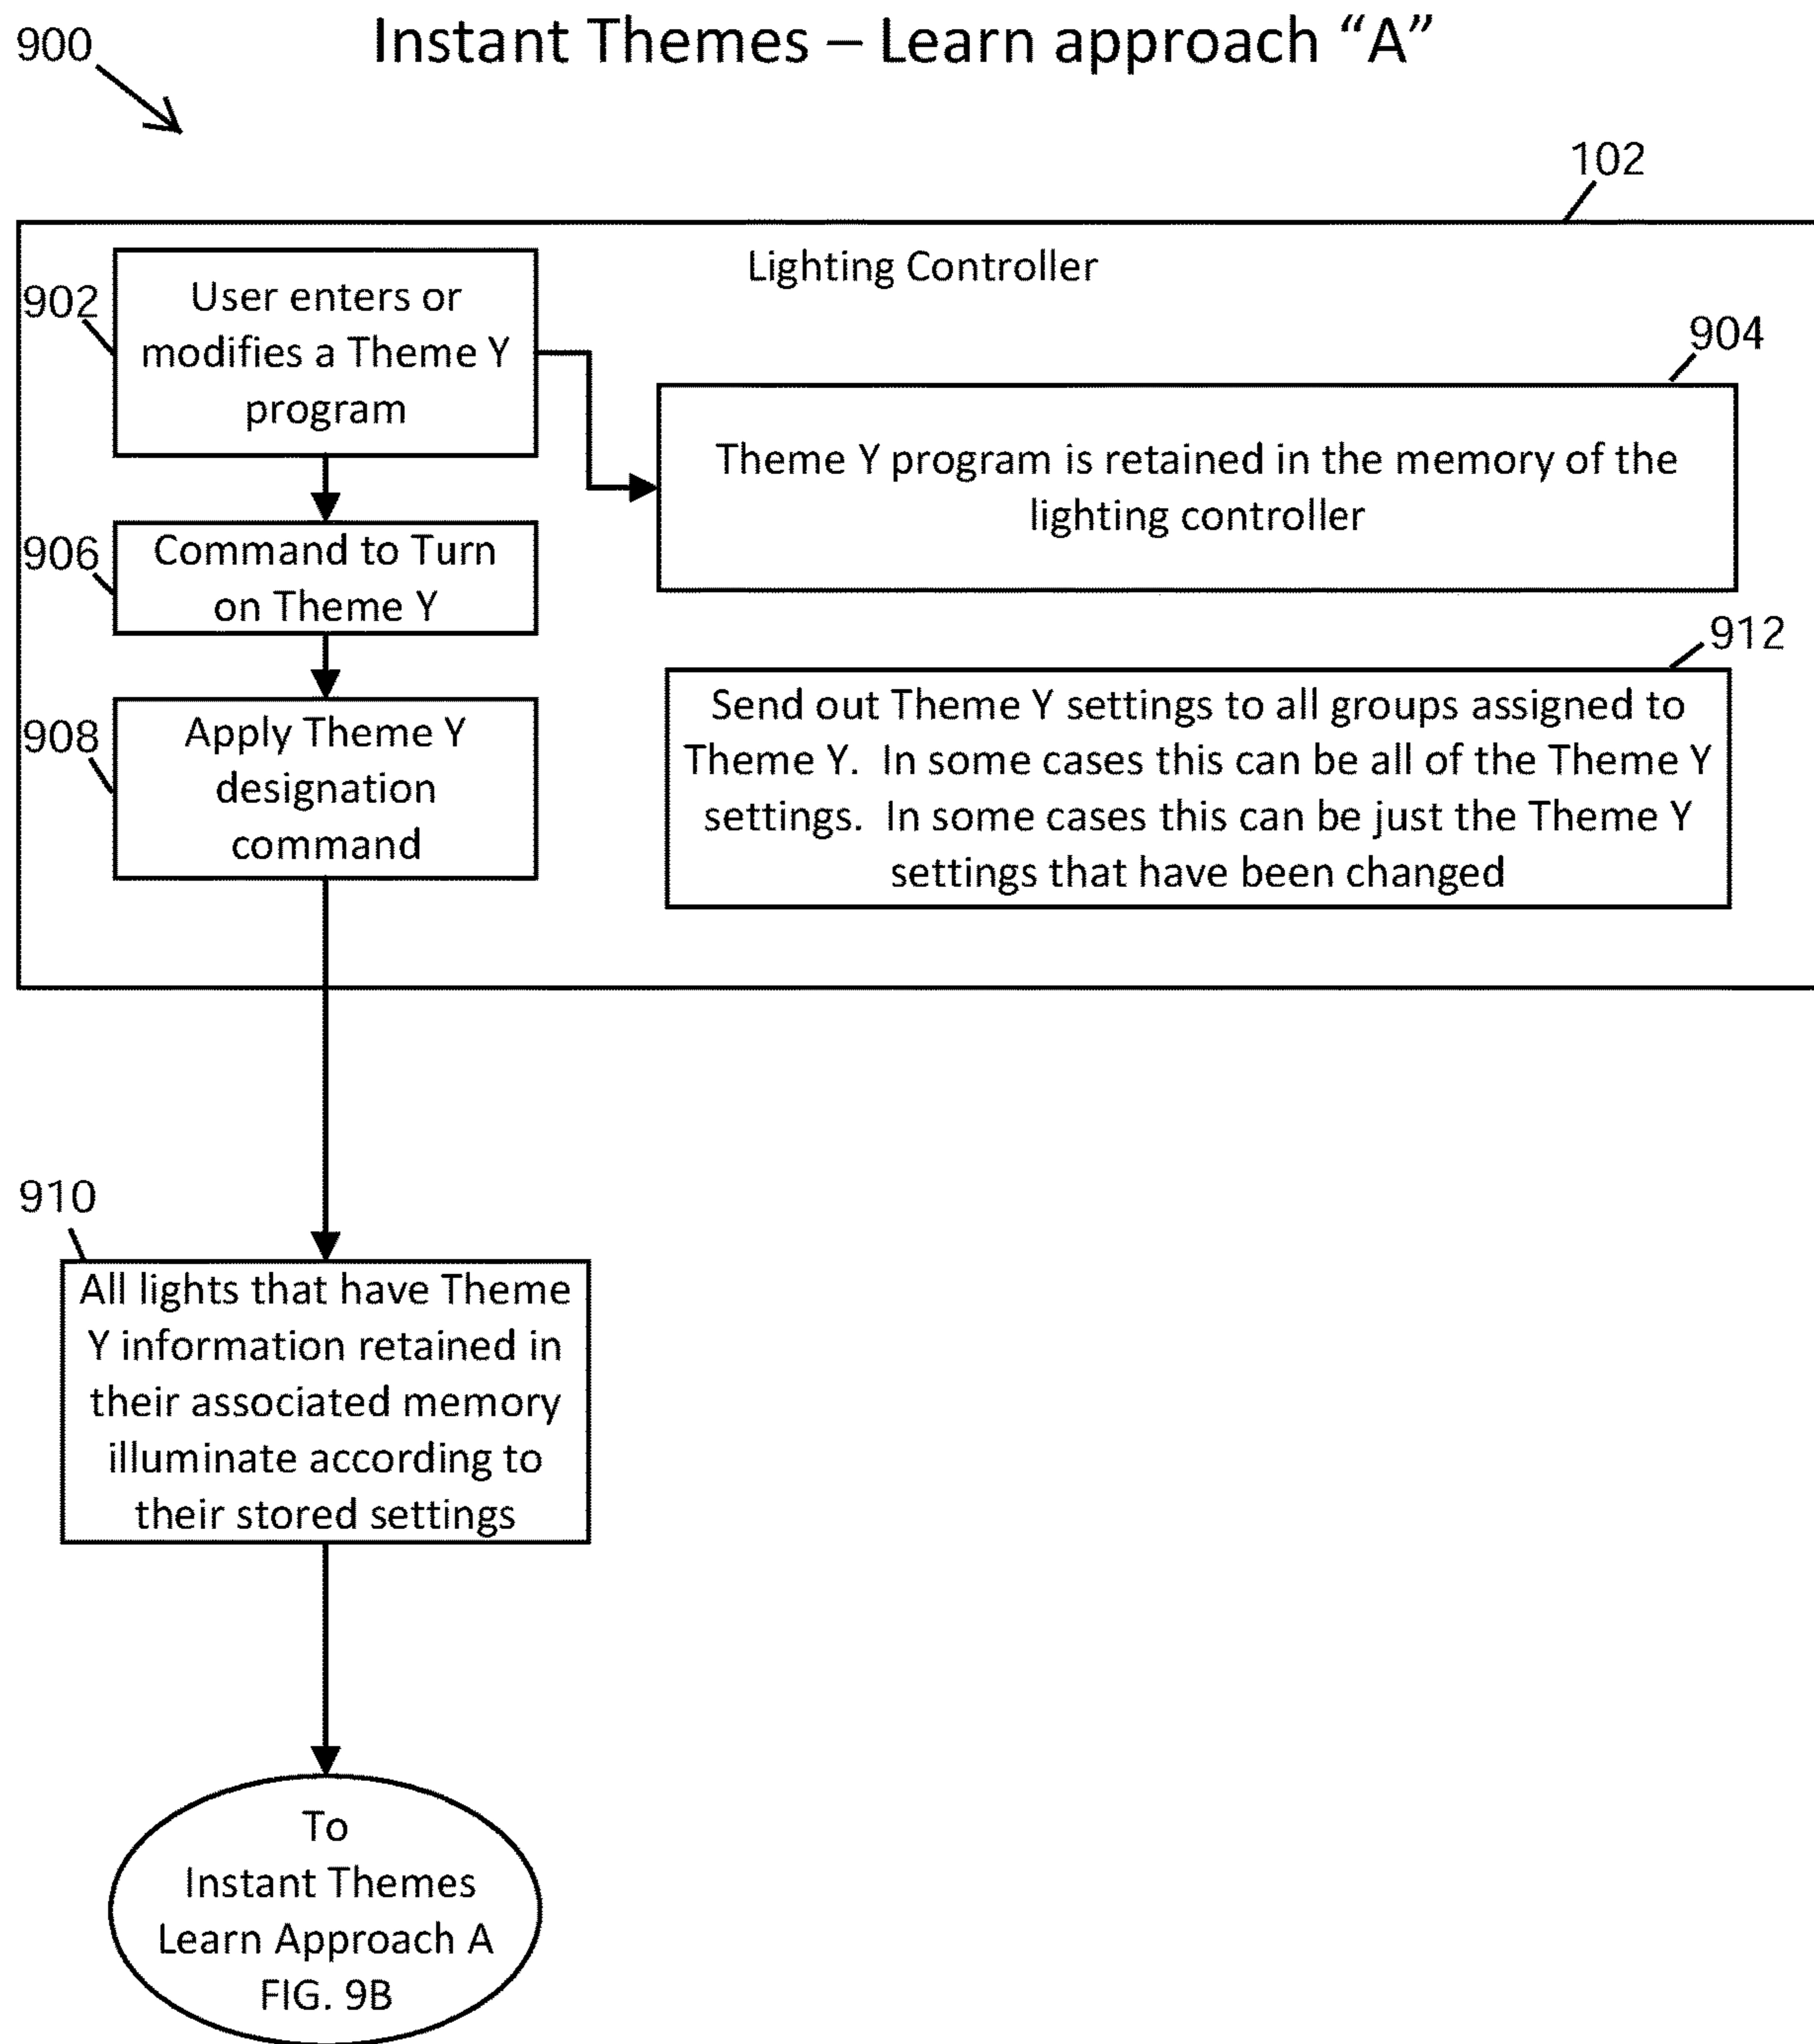 Instant Themes – Learn approach “A”
900
102
Lighting Controller
902
User enters or
modifies a Theme Y
program
904
Theme Y program is retained in the memory of the
lighting controller
906
Command to Turn
on Theme Y
908
Apply Theme Y
designation
command
912
Send out Theme Y settings to all groups assigned to
Theme Y. In some cases this can be all of the Theme Y
settings. In some cases this can be just the Theme Y
settings that have been changed
910
All lights that have Theme
Y information retained in
their associated memory
illuminate according to
their stored settings
To
Instant Themes
Learn Approach A
FIG. 9B